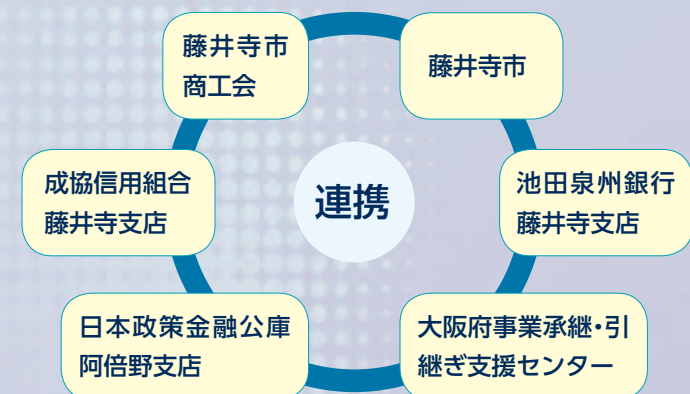 藤井寺市
商工会
藤井寺市
成協信用組合
藤井寺支店
連携
池田泉州銀行
藤井寺支店
日本政策金融公庫
阿倍野支店
大阪府事業承継・引
継ぎ支援センター